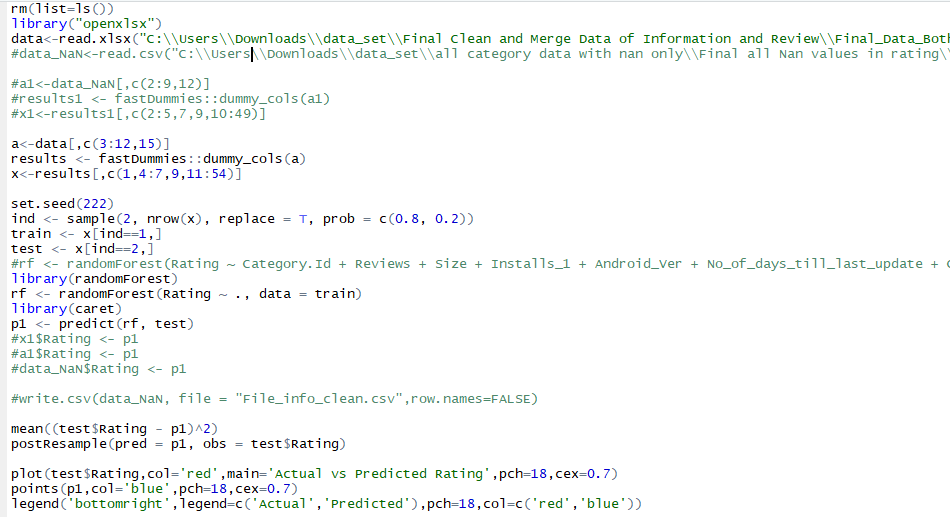 rm(list=ls())
library("openxlsx")
data<-read.xlsx("C:\\Users\\Downloads\\data_set\\Final Clean and Merge Data of Information and Review\\Final_Data_Both
#data_NaN<-read.csv("C:\\Users\\Downloads\\data_set\\all category data with nan only\\Final all Nan values in rating\
#a1<-data_NaN[,c(2:9,12)]
#results1 <- fastDummies::dummy_cols(a1)
#x1<-results1[,c(2:5,7,9,10:49)]
a<-data[,c(3:12,15)]
results <- fastDummies::dummy_cols(a)
x<-results[,c(1,4:7,9,11:54)]
set.seed(222)
ind <- sample(2, nrow(x), replace = T, prob = c(0.8, 0.2))
train <- x[ind==1,]
test <- x[ind==2,]
#rf <- randomForest(Rating ~ Category.Id + Reviews + Size + Installs_1 + Android_Ver + No_of_days_till_last_update +
library(randomForest)
rf <- randomForest(Rating ~ ., data = train)
library(caret)
p1 <- predict(rf, test)
#x1$Rating <- p1
#a1$Rating <- p1
#data_NaN$Rating <- p1
#write.csv(data_NaN, file = "File_info_clean.csv",row.names=FALSE)
mean((test$Rating - p1)^2)
postResample(pred = p1, obs = test$Rating)
plot(test$Rating,col='red',main='Actual vs Predicted Rating',pch=18,cex=0.7)
points(p1,col='blue',pch=18,cex=0.7)
legend('bottomright',legend=c('Actual','Predicted'),pch=18,col=c('red','blue'))